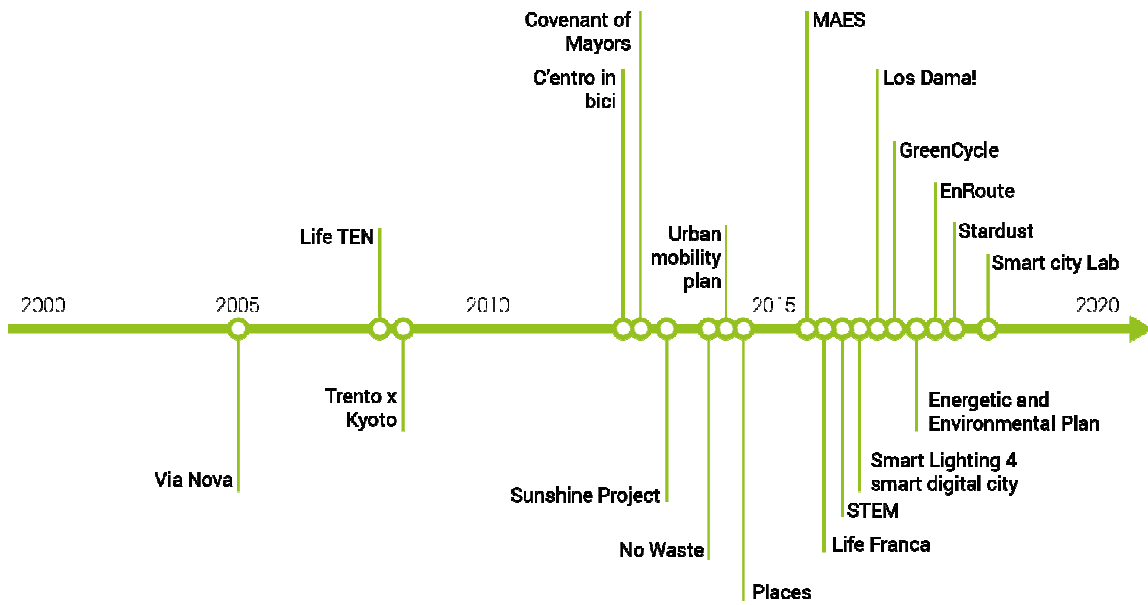 Covenant of
Mayors
MAES
C'entro in
bici
Los Dama!
GreenCycle
EnRoute
Life TEN
Urban
mobility
plan
Stardust
Smart city Lab
2000
2005
2010
2015
2020
Trento x
Kyoto
Energetic and
Environmental Plan
Via Nova
Smart Lighting 4
smart digital city
Sunshine Project
STEM
No Waste
Life Franca
Places